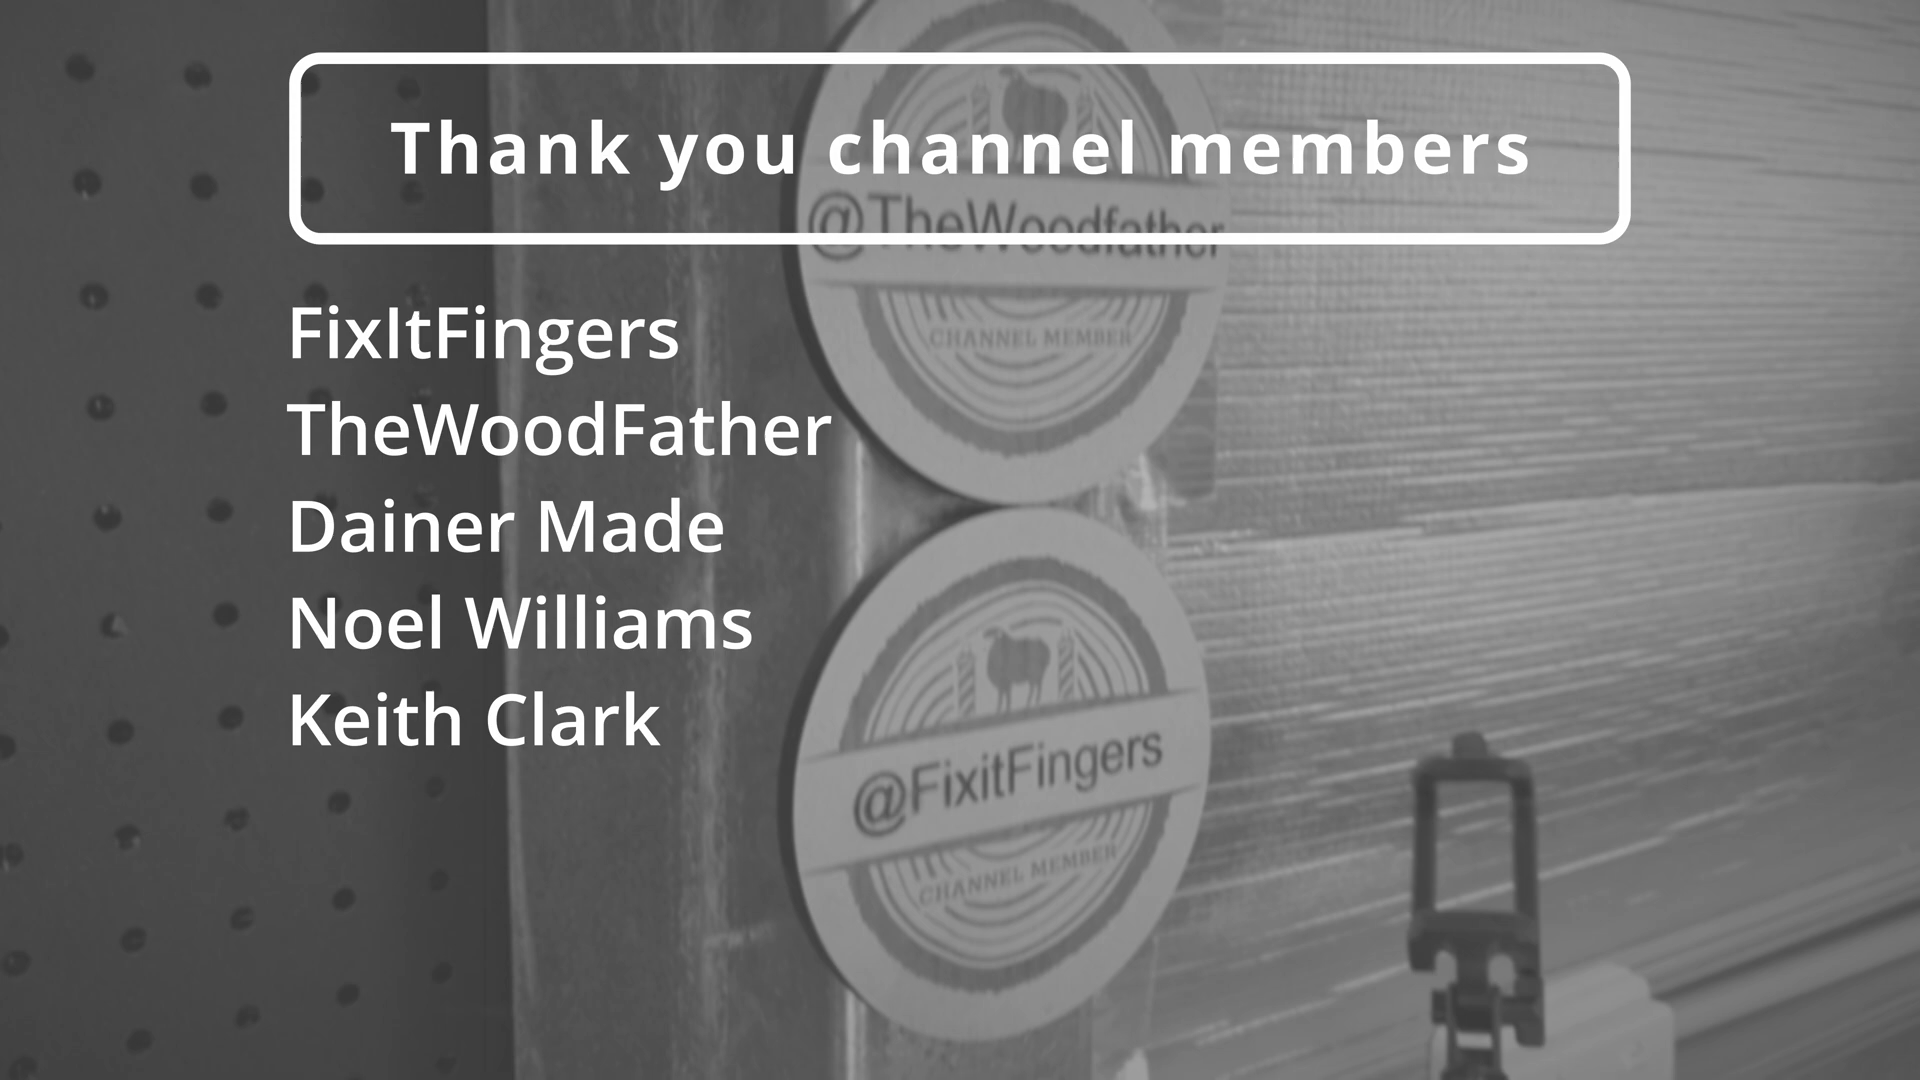 Thank you channel members
@TheWoodfather
CHANNEL MEMBER
FixItFingers
TheWoodFather
Dainer Made
Noel Williams
Keith Clark
@FixitFingers
CHANNEL MEMBER